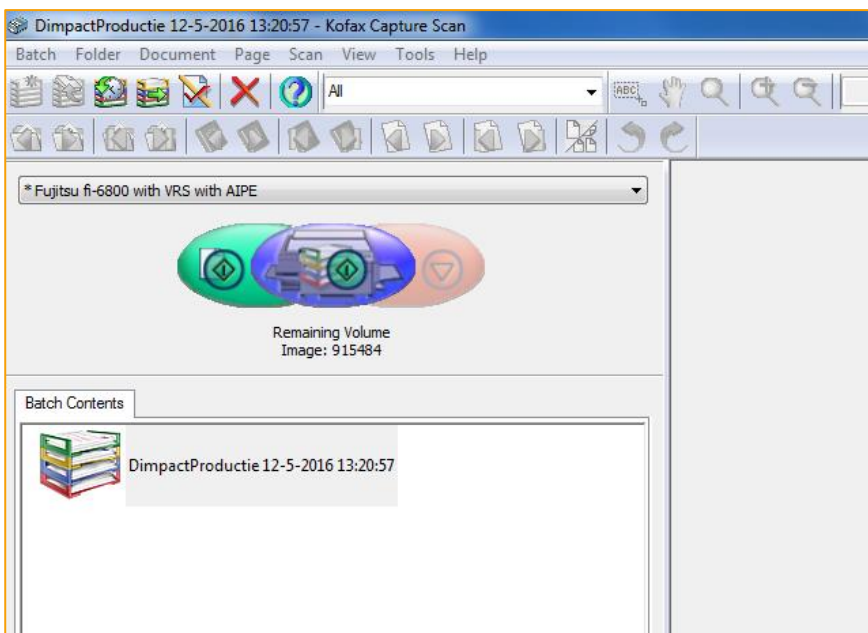 DimpactProductie 12-5-2016 13:20:57 - Kofax Capture Scan
Batch Folder Document Page Scan View Tools Help
All
ABC
* Fujitsu fi-6800 with VRS with AIPE
Remaining Volume
Image: 915484
Batch Contents
DimpactProductie 12-5-2016 13:20:57